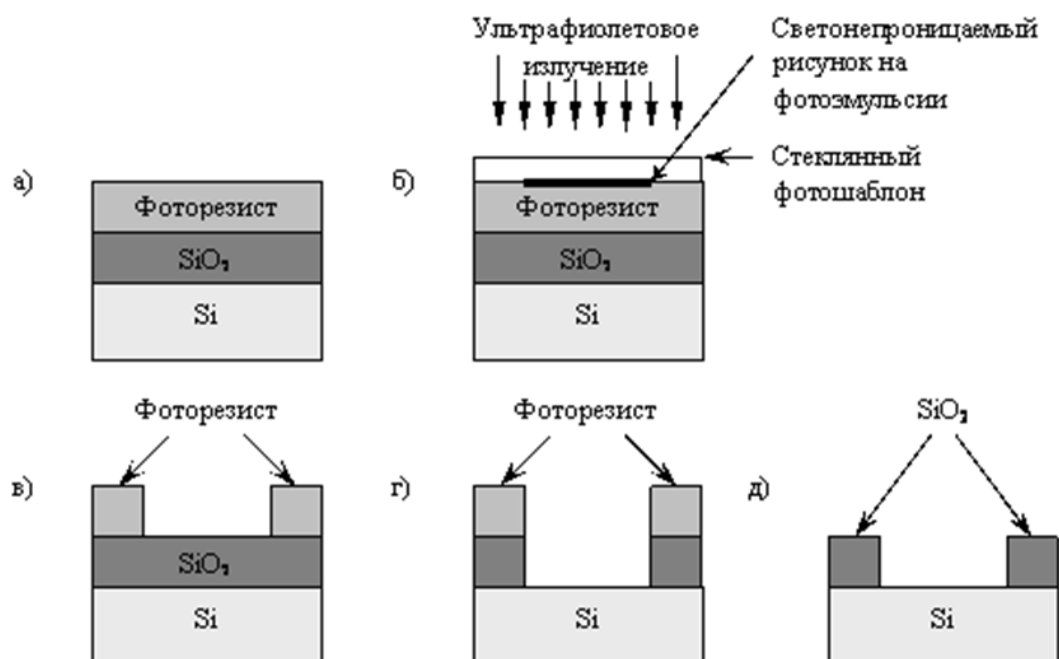 Ультрафиолетовое
излучение
Светонепроницаемый
рисунок на
фотоэмульсии
Стеклянный
фотошаблон
а)
Фоторезист
SiO₂
Si
б)
Фоторезист
SiO₂
Si
в)
Фоторезист
SiO₂
Si
г)
Фоторезист
Si
д)
SiO₂
Si